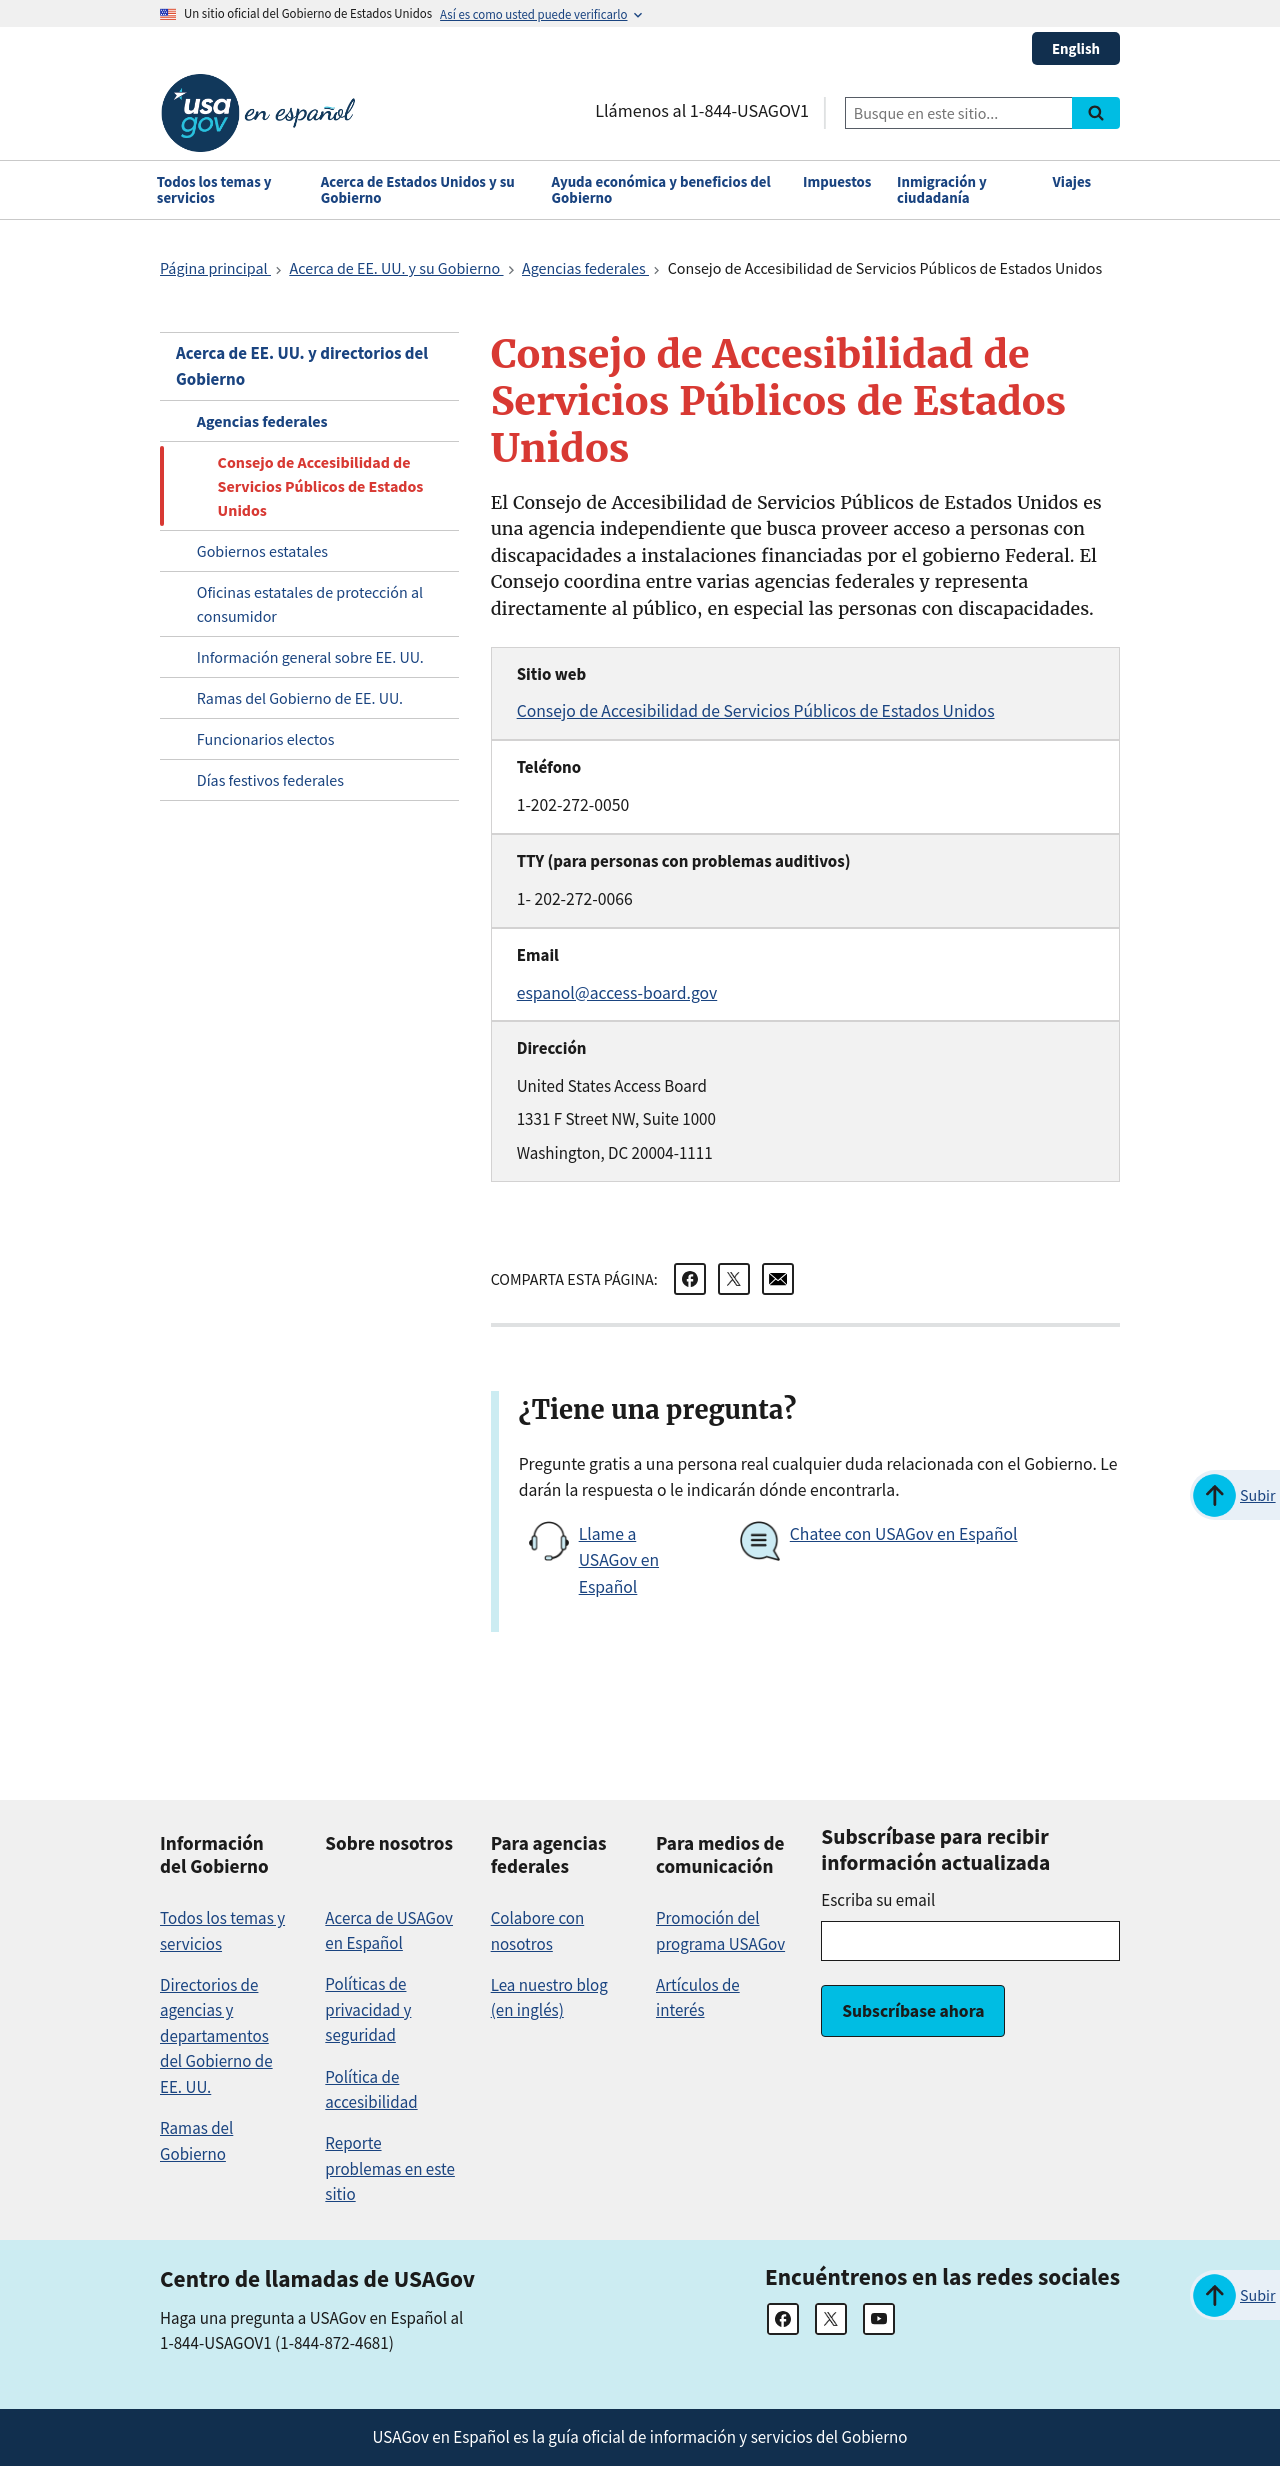 Un sitio oficial del Gobierno de Estados Unidos Así es como usted puede verificarlo
English
usagov en español
Llámenos al 1-844-USAGOV1
Busque en este sitio...
Todos los temas y servicios
Acerca de Estados Unidos y su Gobierno
Ayuda económica y beneficios del Gobierno
Impuestos
Inmigración y ciudadanía
Viajes
Página principal > Acerca de EE. UU. y su Gobierno > Agencias federales > Consejo de Accesibilidad de Servicios Públicos de Estados Unidos
Acerca de EE. UU. y directorios del
Gobierno
Agencias federales
Consejo de Accesibilidad de
Servicios Públicos de Estados
Unidos
Gobiernos estatales
Oficinas estatales de protección al
consumidor
Información general sobre EE. UU.
Ramas del Gobierno de EE. UU.
Funcionarios electos
Días festivos federales
Consejo de Accesibilidad de
Servicios Públicos de Estados
Unidos
El Consejo de Accesibilidad de Servicios Públicos de Estados Unidos es
una agencia independiente que busca proveer acceso a personas con
discapacidades a instalaciones financiadas por el gobierno Federal. El
Consejo coordina entre varias agencias federales y representa
directamente al público, en especial las personas con discapacidades.
Sitio web
Consejo de Accesibilidad de Servicios Públicos de Estados Unidos
Teléfono
1-202-272-0050
TTY (para personas con problemas auditivos)
1- 202-272-0066
Email
espanol@access-board.gov
Dirección
United States Access Board
1331 F Street NW, Suite 1000
Washington, DC 20004-1111
COMPARTA ESTA PÁGINA:
¿Tiene una pregunta?
Pregunte gratis a una persona real cualquier duda relacionada con el Gobierno. Le
darán la respuesta o le indicarán dónde encontrarla.
Llame a
USAGov en
Español
Chatee con USAGov en Español
Subir
Información
del Gobierno
Todos los temas y
servicios
Directorios de
agencias y
departamentos
del Gobierno de
EE. UU.
Ramas del
Gobierno
Sobre nosotros
Acerca de USAGov
en Español
Políticas de
privacidad y
seguridad
Política de
accesibilidad
Reporte
problemas en este
sitio
Para agencias
federales
Colabore con
nosotros
Lea nuestro blog
(en inglés)
Para medios de
comunicación
Promoción del
programa USAGov
Artículos de
interés
Subscríbase para recibir
información actualizada
Escriba su email
Subscríbase ahora
Centro de llamadas de USAGov
Haga una pregunta a USAGov en Español al
1-844-USAGOV1 (1-844-872-4681)
Encuéntrenos en las redes sociales
Subir
USAGov en Español es la guía oficial de información y servicios del Gobierno